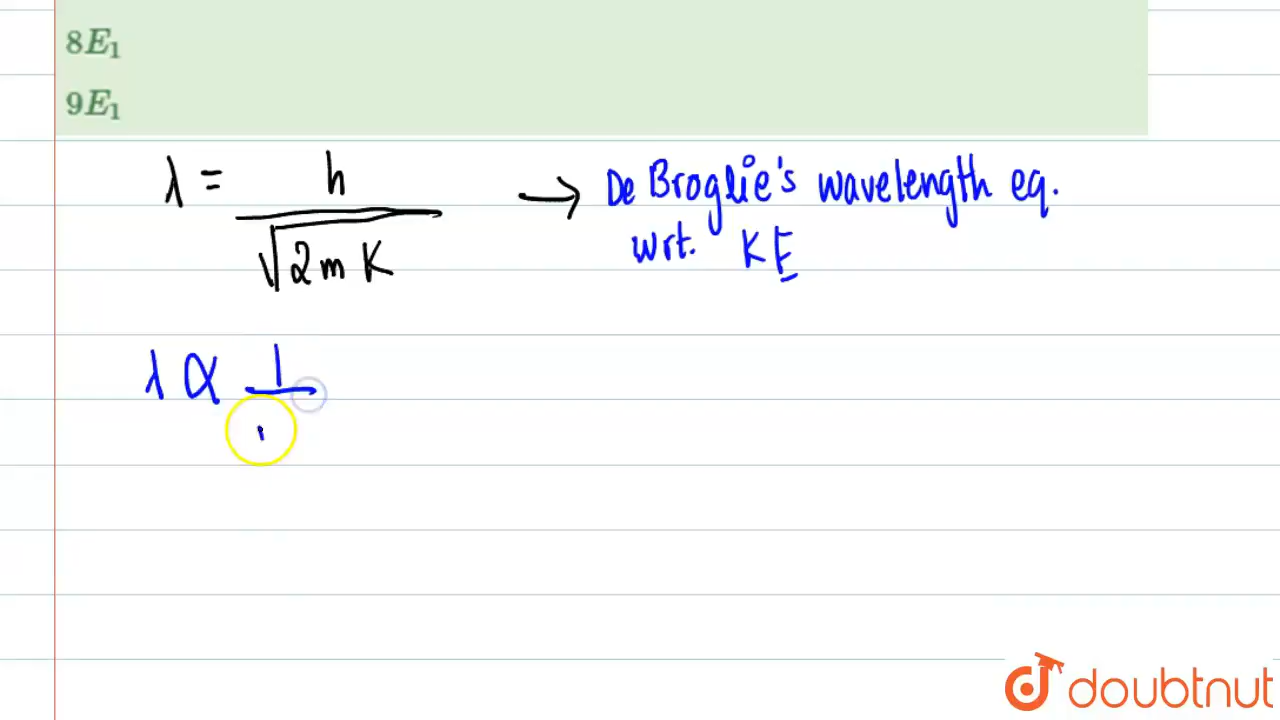 8E₁
9E₁
λ = h / √2mK → De Broglie's wavelength eq.
wrt. KE
λ ∝ 1
doubtnut